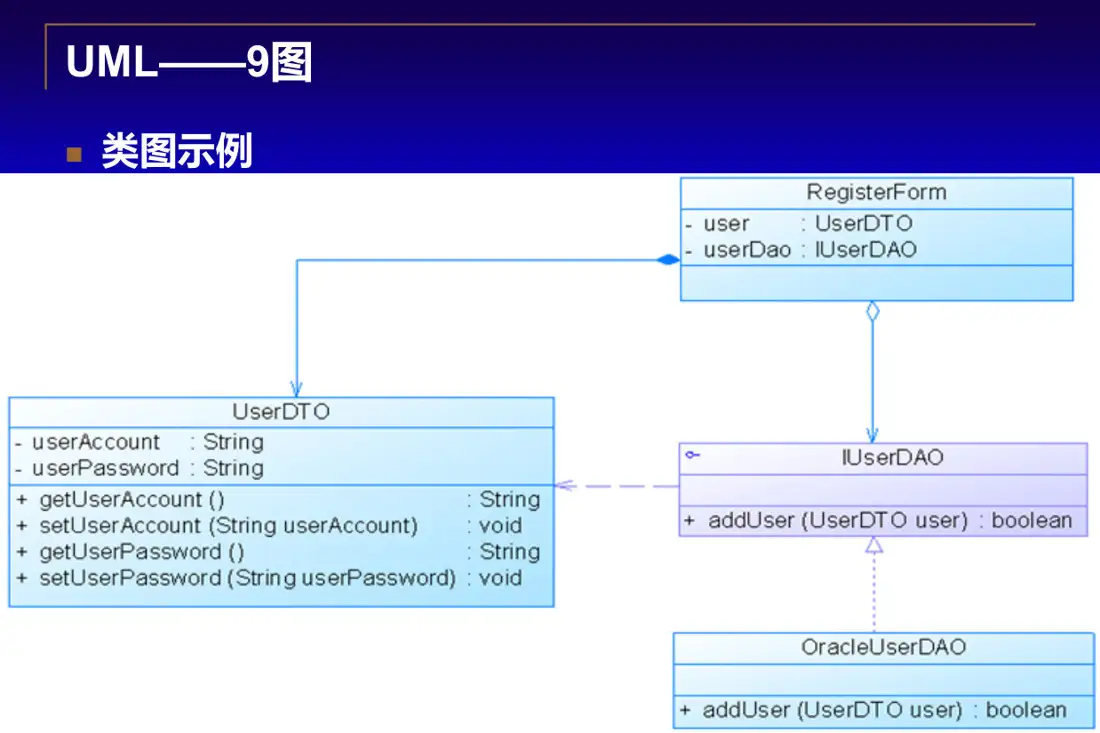 UML——9图
类图示例
RegisterForm
- user : UserDTO
- userDao : IUserDAO
UserDTO
- userAccount : String
- userPassword : String
+ getUserAccount () : String
+ setUserAccount (String userAccount) : void
+ getUserPassword () : String
+ setUserPassword (String userPassword) : void
IUserDAO
+ addUser (UserDTO user) : boolean
OracleUserDAO
+ addUser (UserDTO user) : boolean